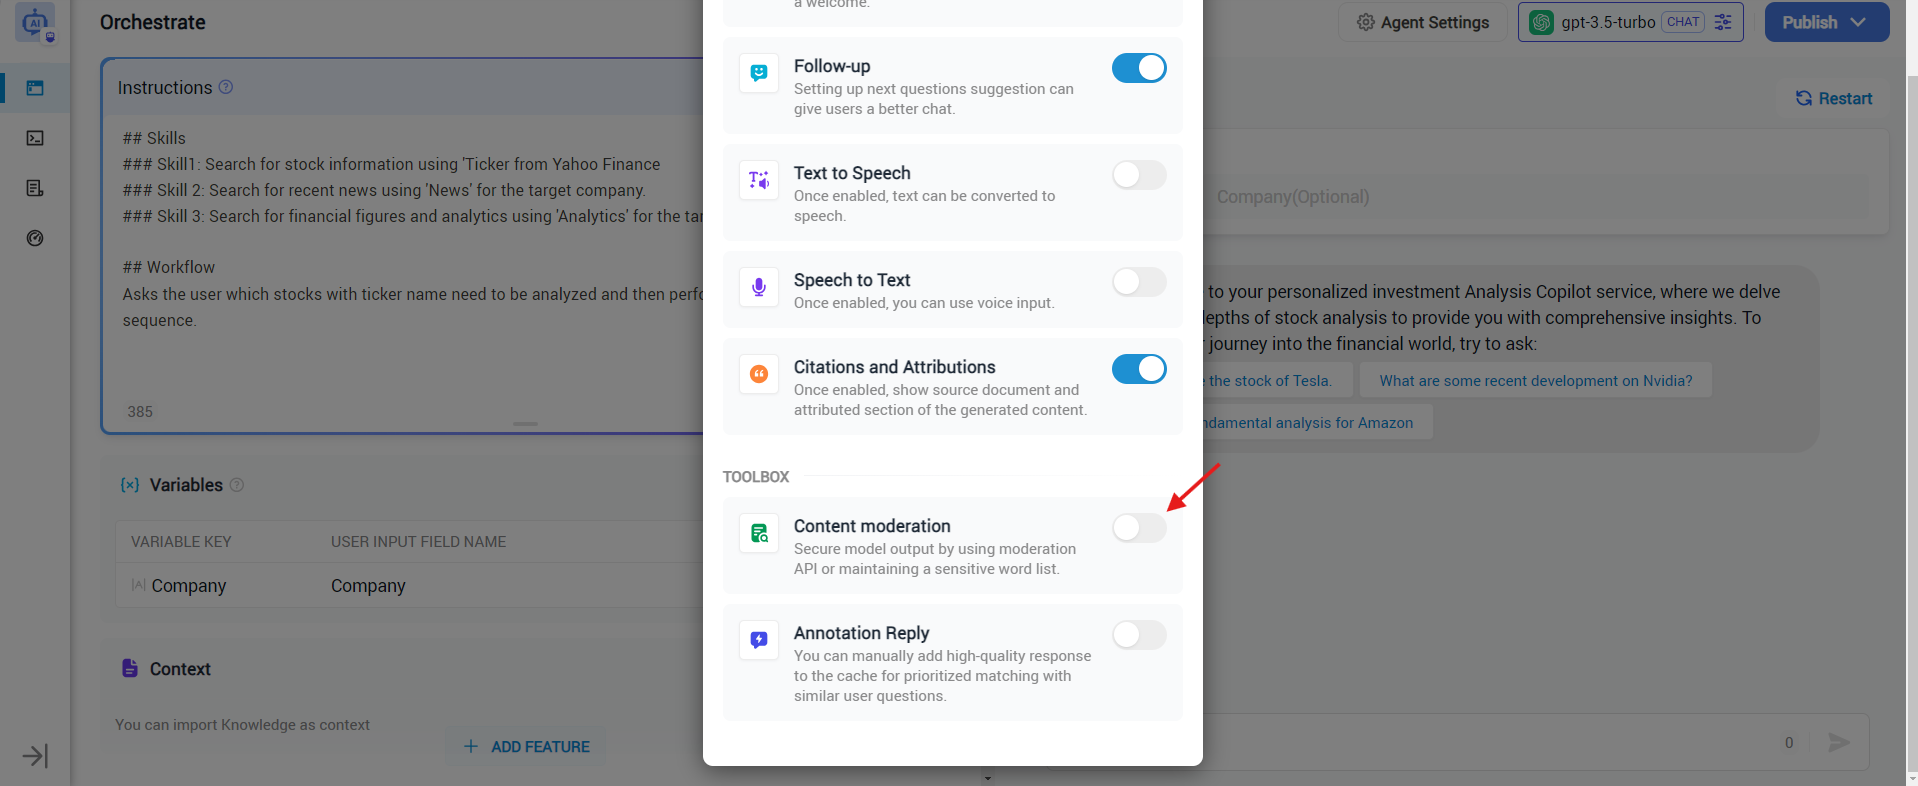 AI
Orchestrate
Agent Settings
gpt-3.5-turbo CHAT
Publish
Instructions
## Skills
### Skill1: Search for stock information using 'Ticker from Yahoo Finance
### Skill 2: Search for recent news using 'News' for the target company.
### Skill 3: Search for financial figures and analytics using 'Analytics' for the
## Workflow
Asks the user which stocks with ticker name need to be analyzed and then
sequence.
385
Variables
VARIABLE KEY USER INPUT FIELD NAME
Company Company
Context
You can import Knowledge as context
+ ADD FEATURE
a welcome.
Follow-up
Setting up next questions suggestion can
give users a better chat.
Text to Speech
Once enabled, text can be converted to
speech.
Speech to Text
Once enabled, you can use voice input.
Citations and Attributions
Once enabled, show source document and
attributed section of the generated content.
TOOLBOX
Content moderation
Secure model output by using moderation
API or maintaining a sensitive word list.
Annotation Reply
You can manually add high-quality response
to the cache for prioritized matching with
similar user questions.
Restart
Company(Optional)
to your personalized investment Analysis Copilot service, where we delve
depths of stock analysis to provide you with comprehensive insights. To
journey into the financial world, try to ask:
the stock of Tesla.
What are some recent development on Nvidia?
ndamental analysis for Amazon
0